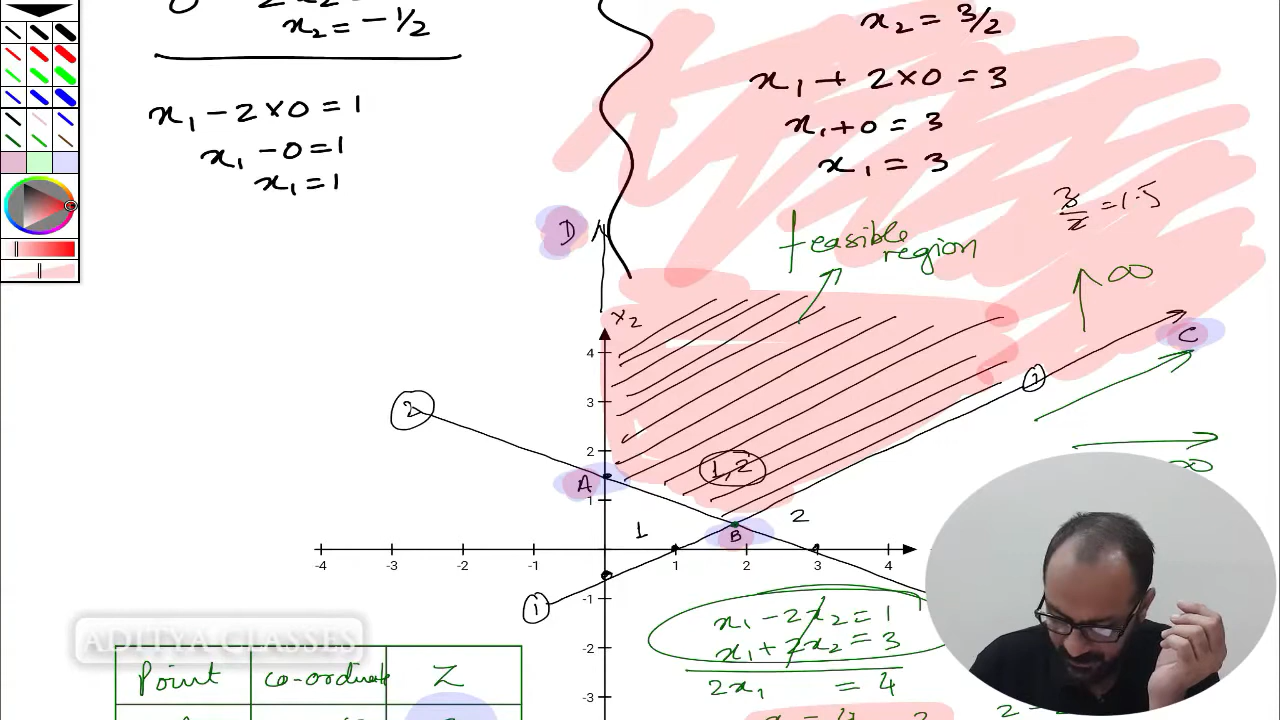 x₂ = -1/2
x₁ - 2×0 = 1
x₁ - 0 = 1
x₁ = 1
x₂ = 3/2
x₁ + 2×0 = 3
x₁+0 = 3
x₁ = 3
3/2 = 1.5
feasible
region
∞
D
X₂
C
4
3
2
1
-1
-2
-3
②
①
1,2
∞
A
B
1
2
-4 -3 -2 -1 1 2 3 4
①
x₁ - 2x₂ = 1
x₁ + 2x₂ = 3
2x₁ = 4
ADITYA CLASSES
Point co-ordinate Z